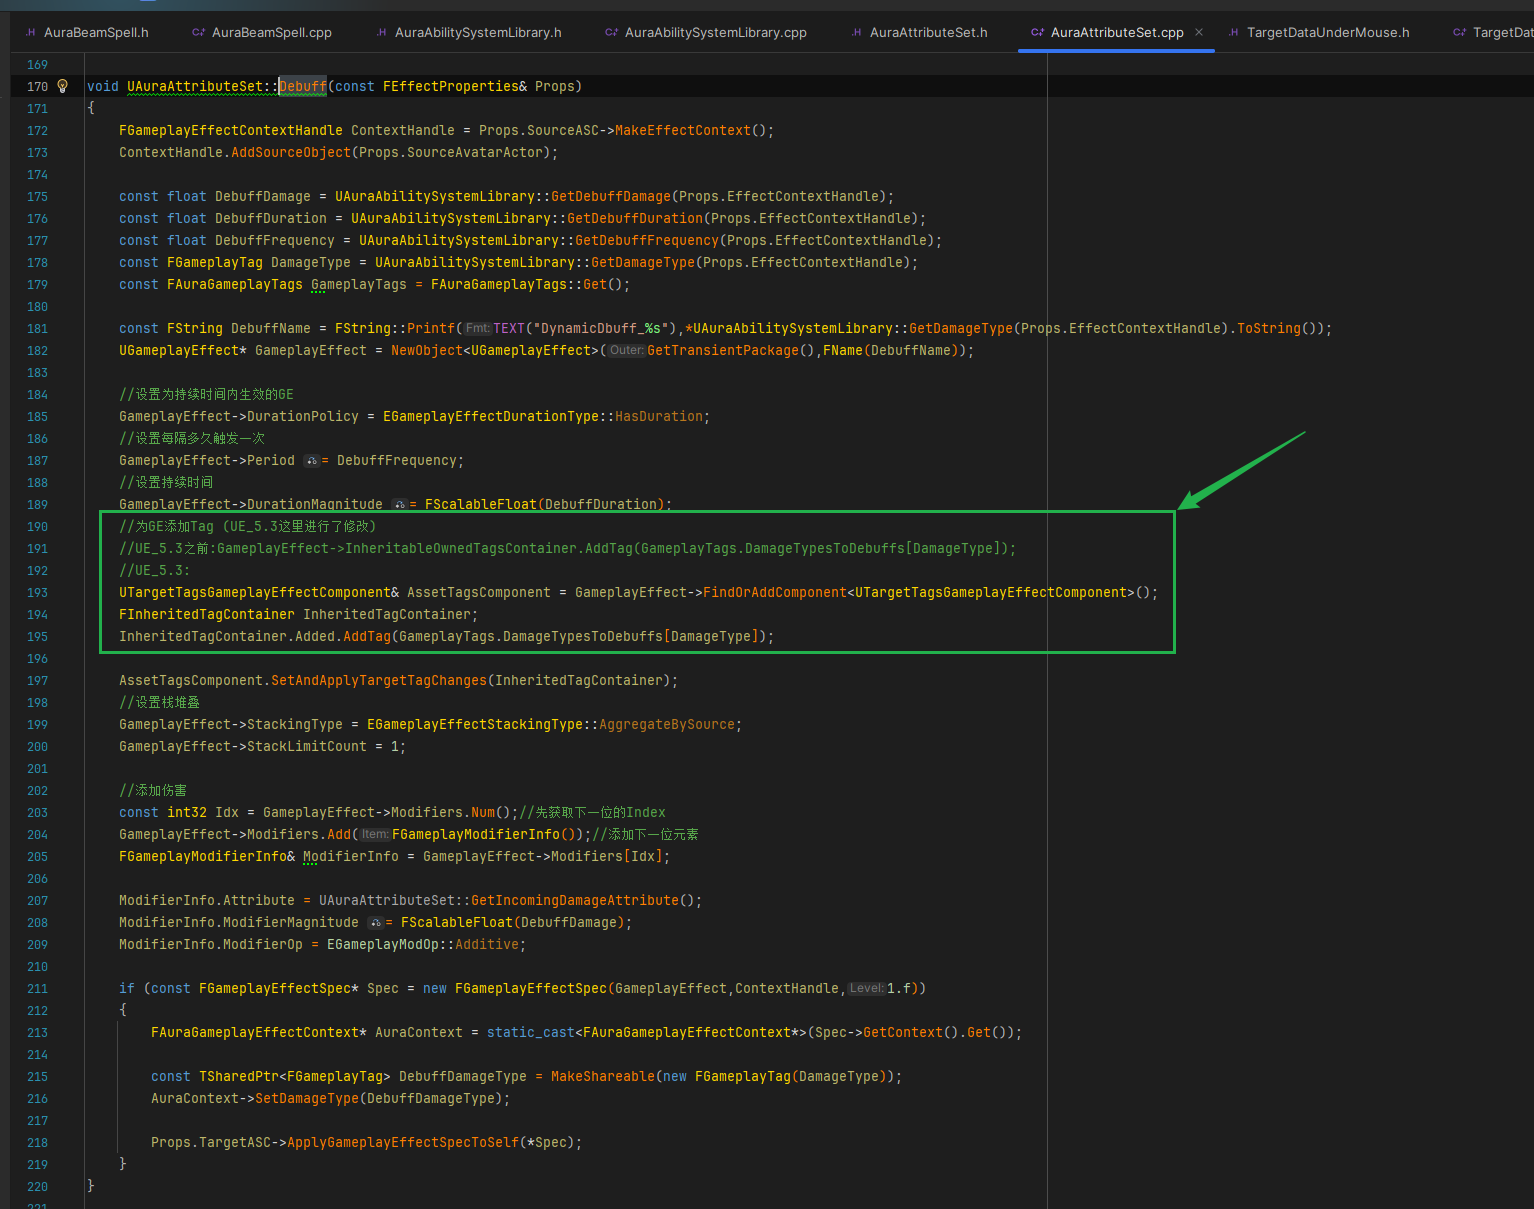 .H AuraBeamSpell.h C+ AuraBeamSpell.cpp .H AuraAbilitySystemLibrary.h C+ AuraAbilitySystemLibrary.cpp .H AuraAttributeSet.h C+ AuraAttributeSet.cpp × .H TargetDataUnderMouse.h C+ TargetDat
169
170 void UAuraAttributeSet::Debuff(const FEffectProperties& Props)
171 {
172 FGameplayEffectContextHandle ContextHandle = Props.SourceASC->MakeEffectContext();
173 ContextHandle.AddSourceObject(Props.SourceAvatarActor);
174
175 const float DebuffDamage = UAuraAbilitySystemLibrary::GetDebuffDamage(Props.EffectContextHandle);
176 const float DebuffDuration = UAuraAbilitySystemLibrary::GetDebuffDuration(Props.EffectContextHandle);
177 const float DebuffFrequency = UAuraAbilitySystemLibrary::GetDebuffFrequency(Props.EffectContextHandle);
178 const FGameplayTag DamageType = UAuraAbilitySystemLibrary::GetDamageType(Props.EffectContextHandle);
179 const FAuraGameplayTags GameplayTags = FAuraGameplayTags::Get();
180
181 const FString DebuffName = FString::Printf(Fmt:TEXT("DynamicDbuff_%s"),*UAuraAbilitySystemLibrary::GetDamageType(Props.EffectContextHandle).ToString());
182 UGameplayEffect* GameplayEffect = NewObject<UGameplayEffect>(Outer:GetTransientPackage(),FName(DebuffName));
183
184 //设置为持续时间内生效的GE
185 GameplayEffect->DurationPolicy = EGameplayEffectDurationType::HasDuration;
186 //设置每隔多久触发一次
187 GameplayEffect->Period = DebuffFrequency;
188 //设置持续时间
189 GameplayEffect->DurationMagnitude = FScalableFloat(DebuffDuration);
190 //为GE添加Tag (UE_5.3这里进行了修改)
191 //UE_5.3之前:GameplayEffect->InheritableOwnedTagsContainer.AddTag(GameplayTags.DamageTypesToDebuffs[DamageType]);
192 //UE_5.3:
193 UTargetTagsGameplayEffectComponent& AssetTagsComponent = GameplayEffect->FindOrAddComponent<UTargetTagsGameplayEffectComponent>();
194 FInheritedTagContainer InheritedTagContainer;
195 InheritedTagContainer.Added.AddTag(GameplayTags.DamageTypesToDebuffs[DamageType]);
196
197 AssetTagsComponent.SetAndApplyTargetTagChanges(InheritedTagContainer);
198 //设置栈堆叠
199 GameplayEffect->StackingType = EGameplayEffectStackingType::AggregateBySource;
200 GameplayEffect->StackLimitCount = 1;
201
202 //添加伤害
203 const int32 Idx = GameplayEffect->Modifiers.Num();//先获取下一位的Index
204 GameplayEffect->Modifiers.Add(Item:FGameplayModifierInfo());//添加下一位元素
205 FGameplayModifierInfo& ModifierInfo = GameplayEffect->Modifiers[Idx];
206
207 ModifierInfo.Attribute = UAuraAttributeSet::GetIncomingDamageAttribute();
208 ModifierInfo.ModifierMagnitude = FScalableFloat(DebuffDamage);
209 ModifierInfo.ModifierOp = EGameplayModOp::Additive;
210
211 if (const FGameplayEffectSpec* Spec = new FGameplayEffectSpec(GameplayEffect,ContextHandle,Level:1.f))
212 {
213 FAuraGameplayEffectContext* AuraContext = static_cast<FAuraGameplayEffectContext*>(Spec->GetContext().Get());
214
215 const TSharedPtr<FGameplayTag> DebuffDamageType = MakeShareable(new FGameplayTag(DamageType));
216 AuraContext->SetDamageType(DebuffDamageType);
217
218 Props.TargetASC->ApplyGameplayEffectSpecToSelf(*Spec);
219 }
220 }
221